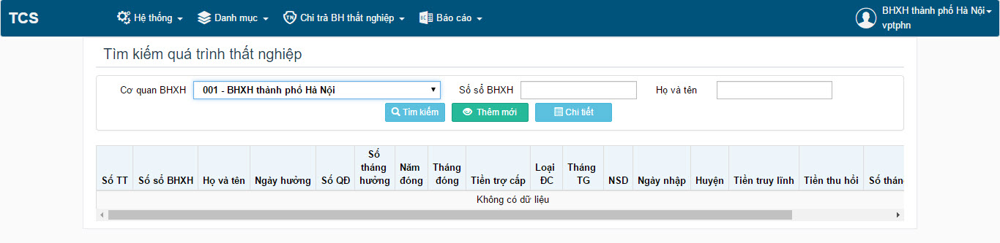 TCS Hệ thống Danh mục TN Chi trả BH thất nghiệp BC Báo cáo BHXH thành phố Hà Nội
vptphn
Tìm kiếm quá trình thất nghiệp
Cơ quan BHXH 001 - BHXH thành phố Hà Nội Số sổ BHXH Họ và tên
Tìm kiếm Thêm mới Chi tiết
Số TT Số sổ BHXH Họ và tên Ngày hưởng Số QĐ Số tháng hưởng Năm đóng Tháng đóng Tiền trợ cấp Loại ĐC Tháng TG NSD Ngày nhập Huyện Tiền truy lĩnh Tiền thu hồi Số thán
Không có dữ liệu